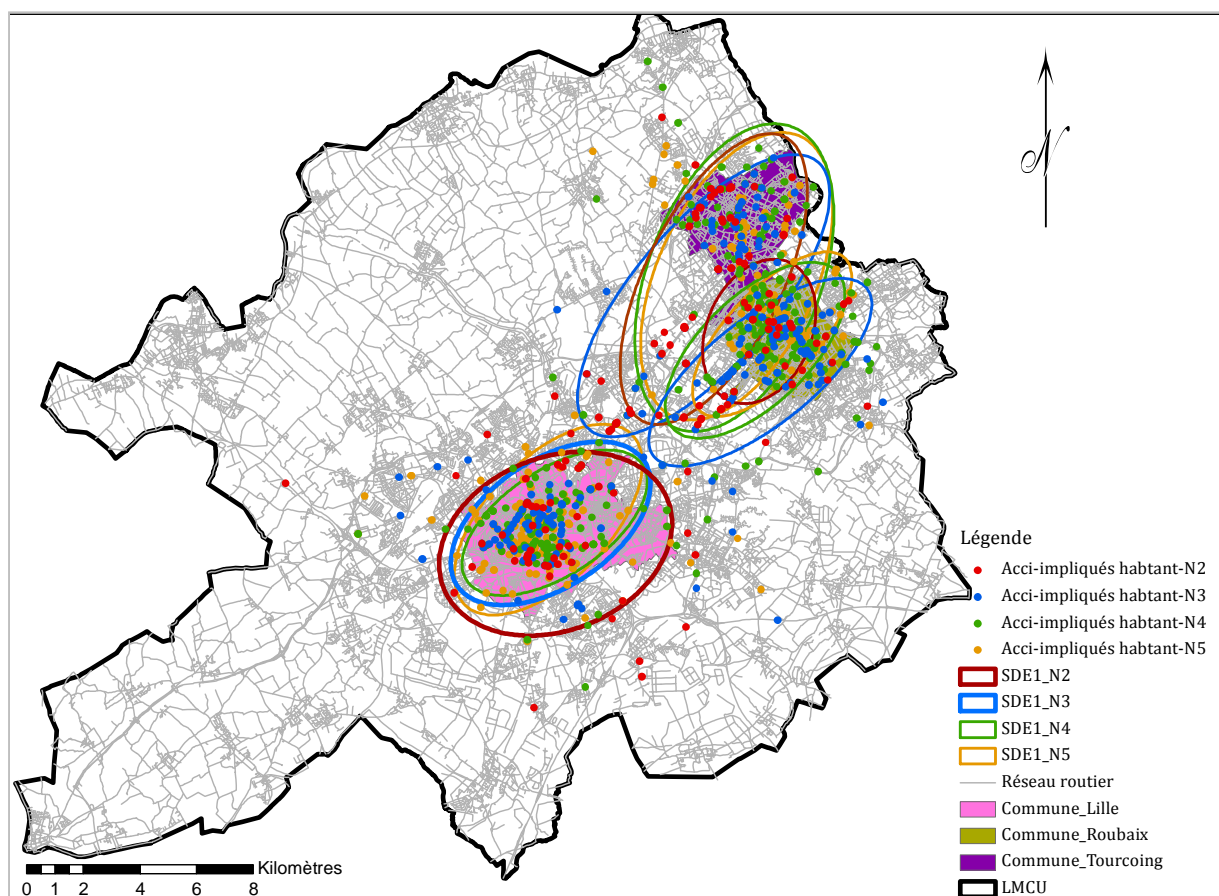 N
Légende
Acci-impliqués habtant-N2
Acci-impliqués habtant-N3
Acci-impliqués habtant-N4
Acci-impliqués habtant-N5
SDE1_N2
SDE1_N3
SDE1_N4
SDE1_N5
Réseau routier
Commune_Lille
Commune_Roubaix
Commune_Tourcoing
LMCU
Kilomètres
0 1 2 4 6 8